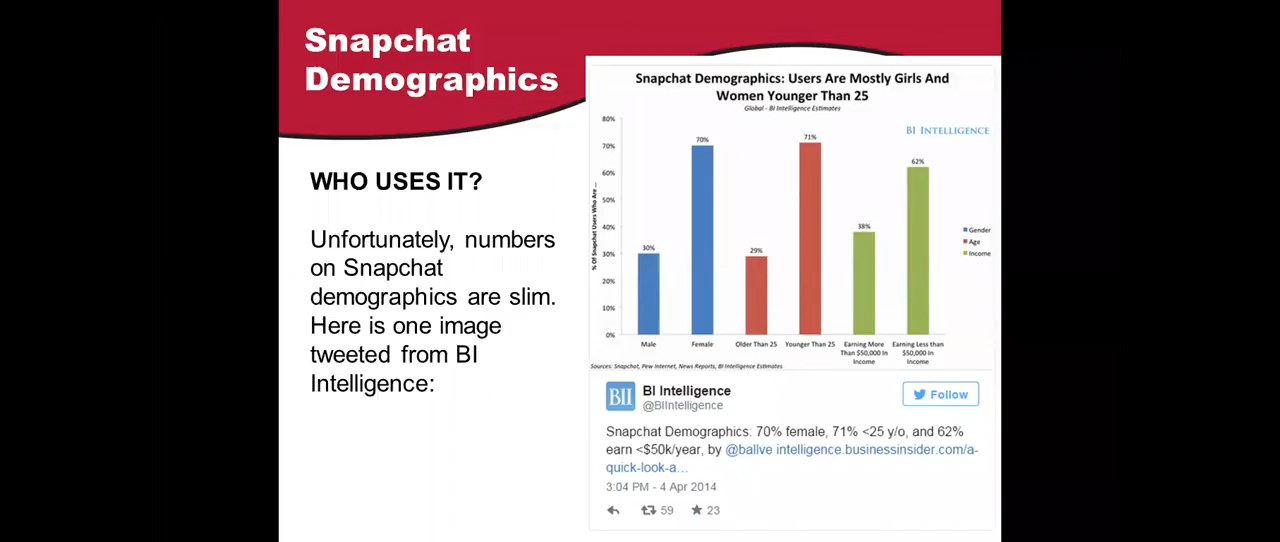 Snapchat
Demographics
WHO USES IT?
Unfortunately, numbers
on Snapchat
demographics are slim.
Here is one image
tweeted from BI
Intelligence:
Snapchat Demographics: Users Are Mostly Girls And
Women Younger Than 25
Global - BI Intelligence Estimates
BI INTELLIGENCE
% Of Snapchat Users Who Are ...
80%
70%
60%
50%
40%
30%
20%
10%
0%
30%
70%
29%
71%
38%
62%
Gender
Age
Income
Male
Female
Older Than 25
Younger Than 25
Earning More
Than $50,000 In
Income
Earning Less than
$50,000 In
Income
Sources: Snapchat, Pew Internet, News Reports, BI Intelligence Estimates
BII
BI Intelligence
@BIIntelligence
Follow
Snapchat Demographics: 70% female, 71% <25 y/o, and 62%
earn <$50k/year, by @ballve intelligence.businessinsider.com/a-
quick-look-a…
3:04 PM - 4 Apr 2014
59
23